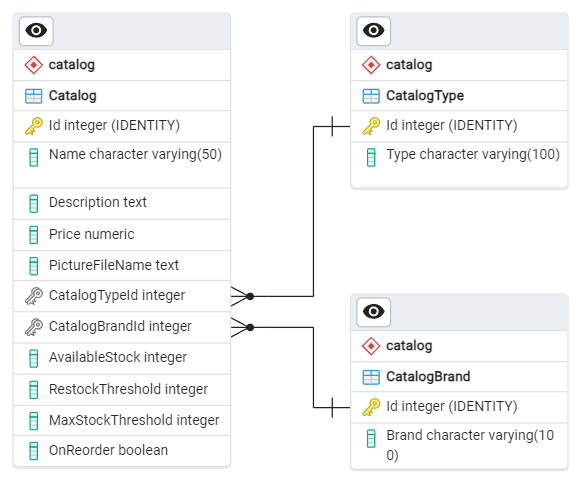 catalog
Catalog
Id integer (IDENTITY)
Name character varying(50)
Description text
Price numeric
PictureFileName text
CatalogTypeId integer
CatalogBrandId integer
AvailableStock integer
RestockThreshold integer
MaxStockThreshold integer
OnReorder boolean
catalog
CatalogType
Id integer (IDENTITY)
Type character varying(100)
catalog
CatalogBrand
Id integer (IDENTITY)
Brand character varying(10
0)